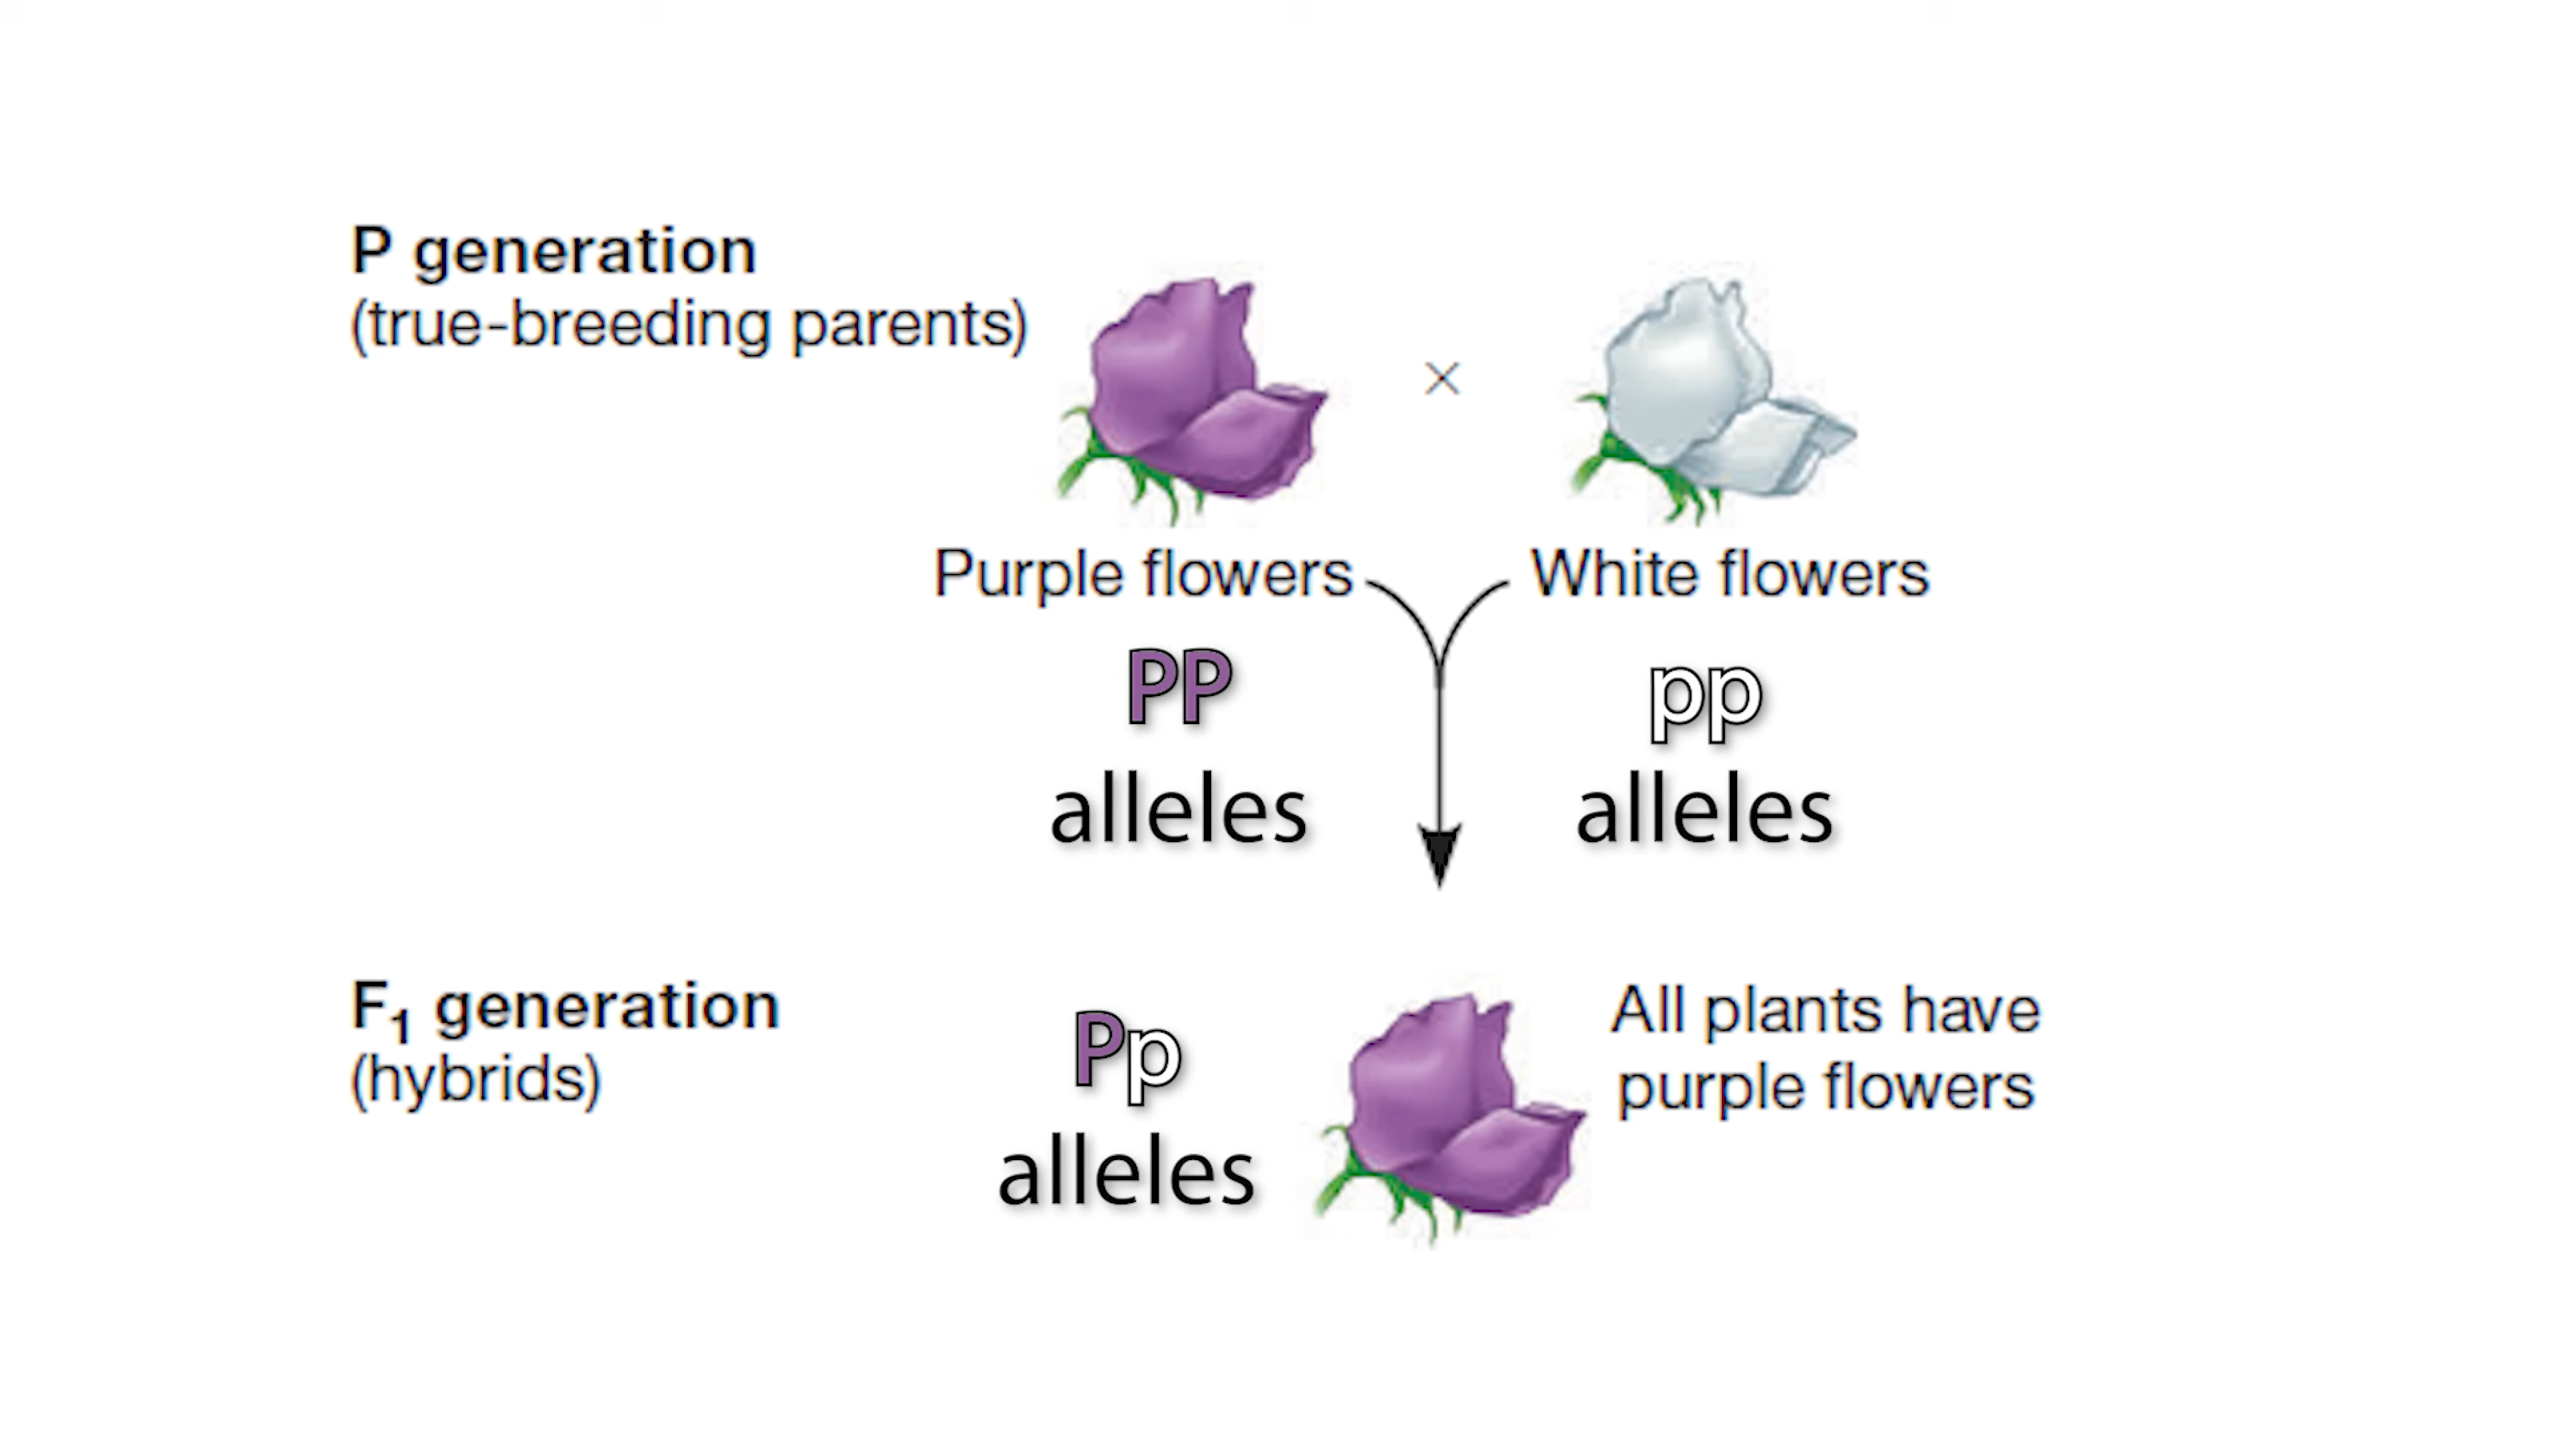 P generation
(true-breeding parents)
×
Purple flowers
White flowers
PP
alleles
pp
alleles
F₁ generation
(hybrids)
Pp
alleles
All plants have
purple flowers